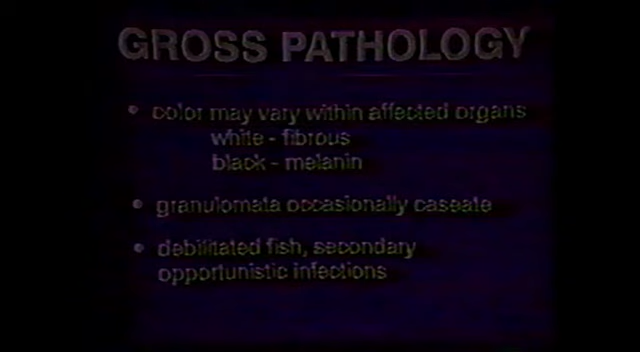 GROSS PATHOLOGY
• color may vary within affected organs
white - fibrous
black - melanin
• granulomata occasionally caseate
• debilitated fish, secondary
opportunistic infections